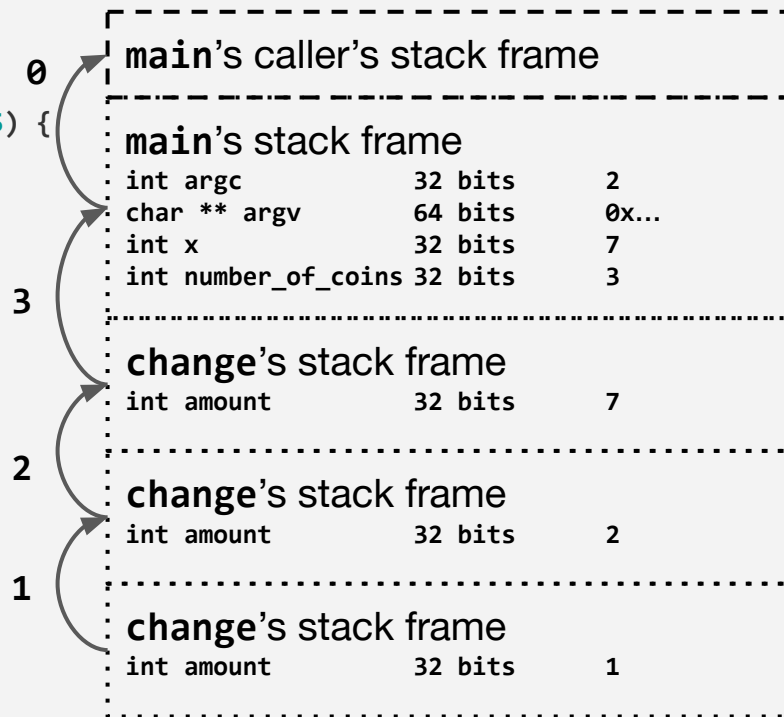 main's caller's stack frame
0
) {
main's stack frame
int argc 32 bits 2
char ** argv 64 bits 0x…
int x 32 bits 7
int number_of_coins 32 bits 3
3
change's stack frame
int amount 32 bits 7
2
change's stack frame
int amount 32 bits 2
1
change's stack frame
int amount 32 bits 1